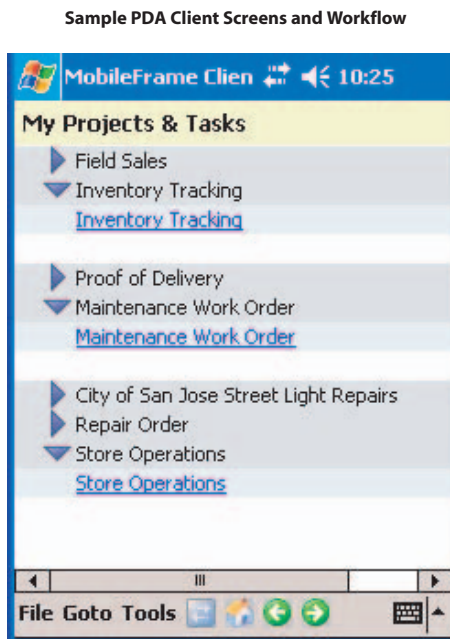 Sample PDA Client Screens and Workflow
MobileFrame Clien 10:25
My Projects & Tasks
Field Sales
Inventory Tracking
Inventory Tracking
Proof of Delivery
Maintenance Work Order
Maintenance Work Order
City of San Jose Street Light Repairs
Repair Order
Store Operations
Store Operations
File Goto Tools